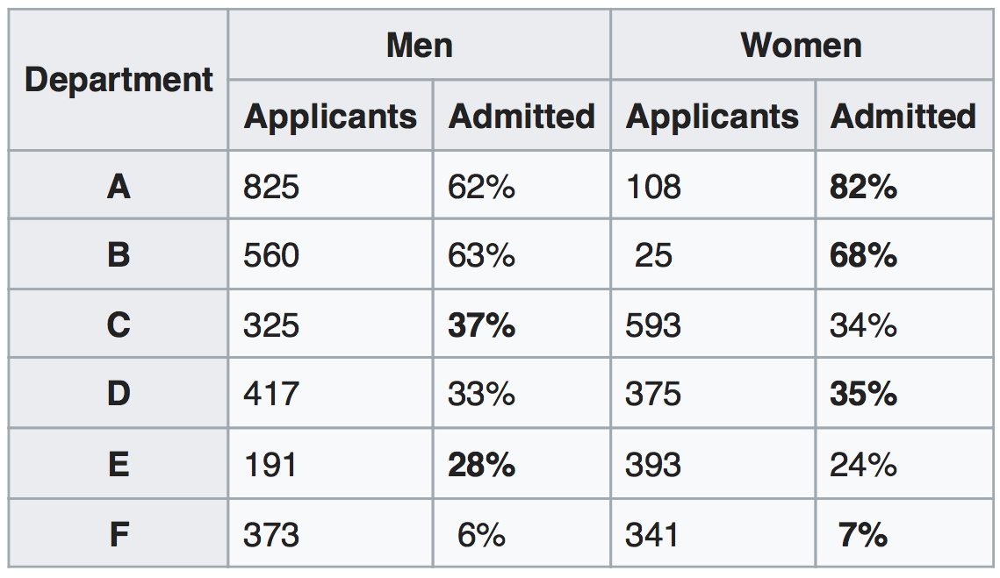 Department Men Women
Applicants Admitted Applicants Admitted
A 825 62% 108 82%
B 560 63% 25 68%
C 325 37% 593 34%
D 417 33% 375 35%
E 191 28% 393 24%
F 373 6% 341 7%